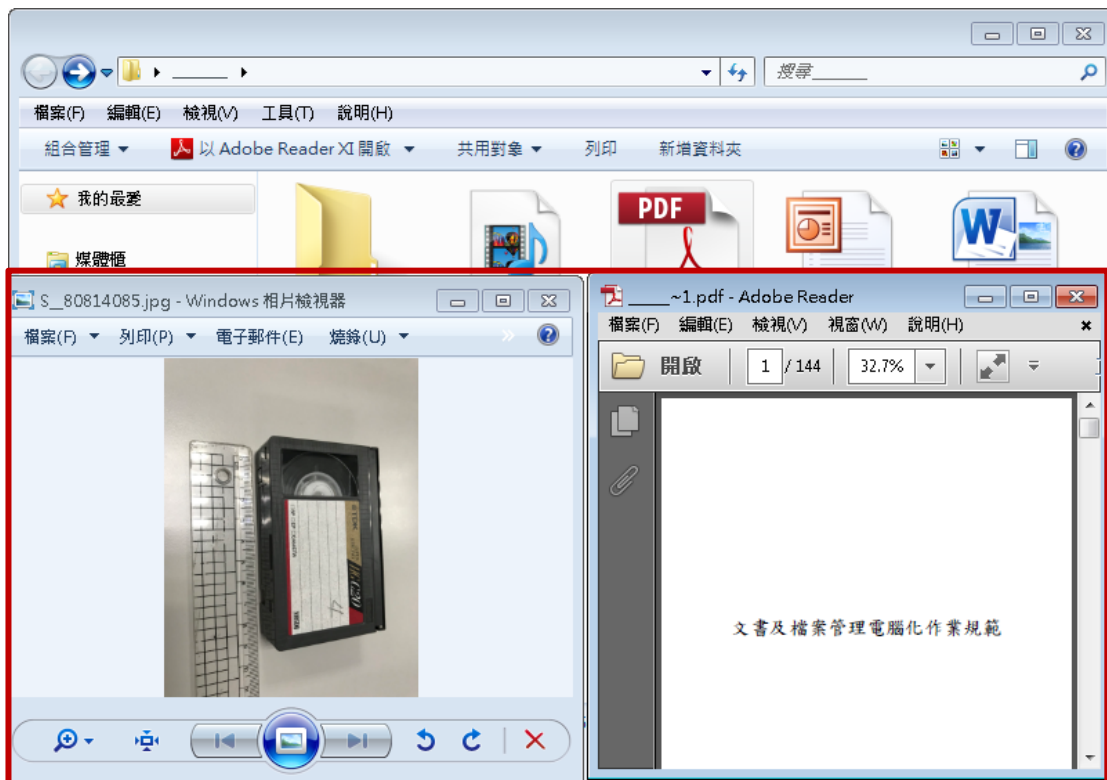 ______
搜尋______
檔案(F) 編輯(E) 檢視(V) 工具(T) 說明(H)
組合管理 以 Adobe Reader XI 開啟 共用對象 列印 新增資料夾
我的最愛
媒體櫃
PDF
W
S__80814085.jpg - Windows 相片檢視器
檔案(F) 列印(P) 電子郵件(E) 燒錄(U) »
TDK
4
_____~1.pdf - Adobe Reader
檔案(F) 編輯(E) 檢視(V) 視窗(W) 說明(H)
開啟 1 / 144 32.7%
文書及檔案管理電腦化作業規範